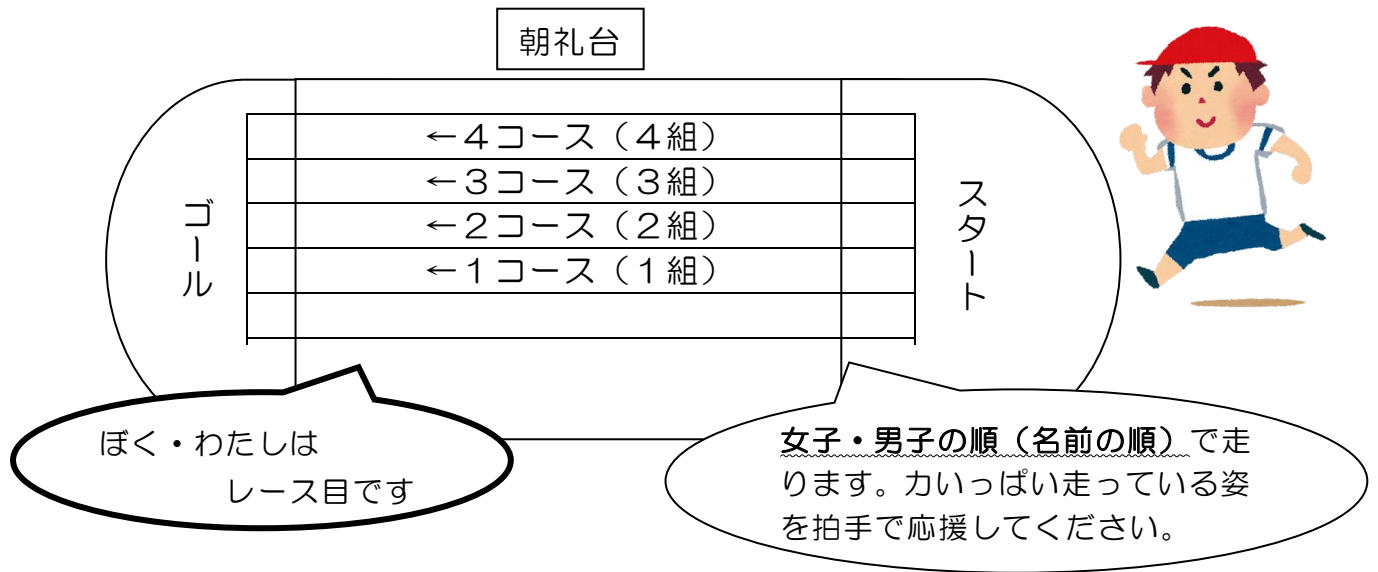 朝礼台
←４コース（４組）
←３コース（３組）
←２コース（２組）
←１コース（１組）
ゴール
スタート
ぼく・わたしは
レース目です
女子・男子の順（名前の順）で走
ります。力いっぱい走っている姿
を拍手で応援してください。